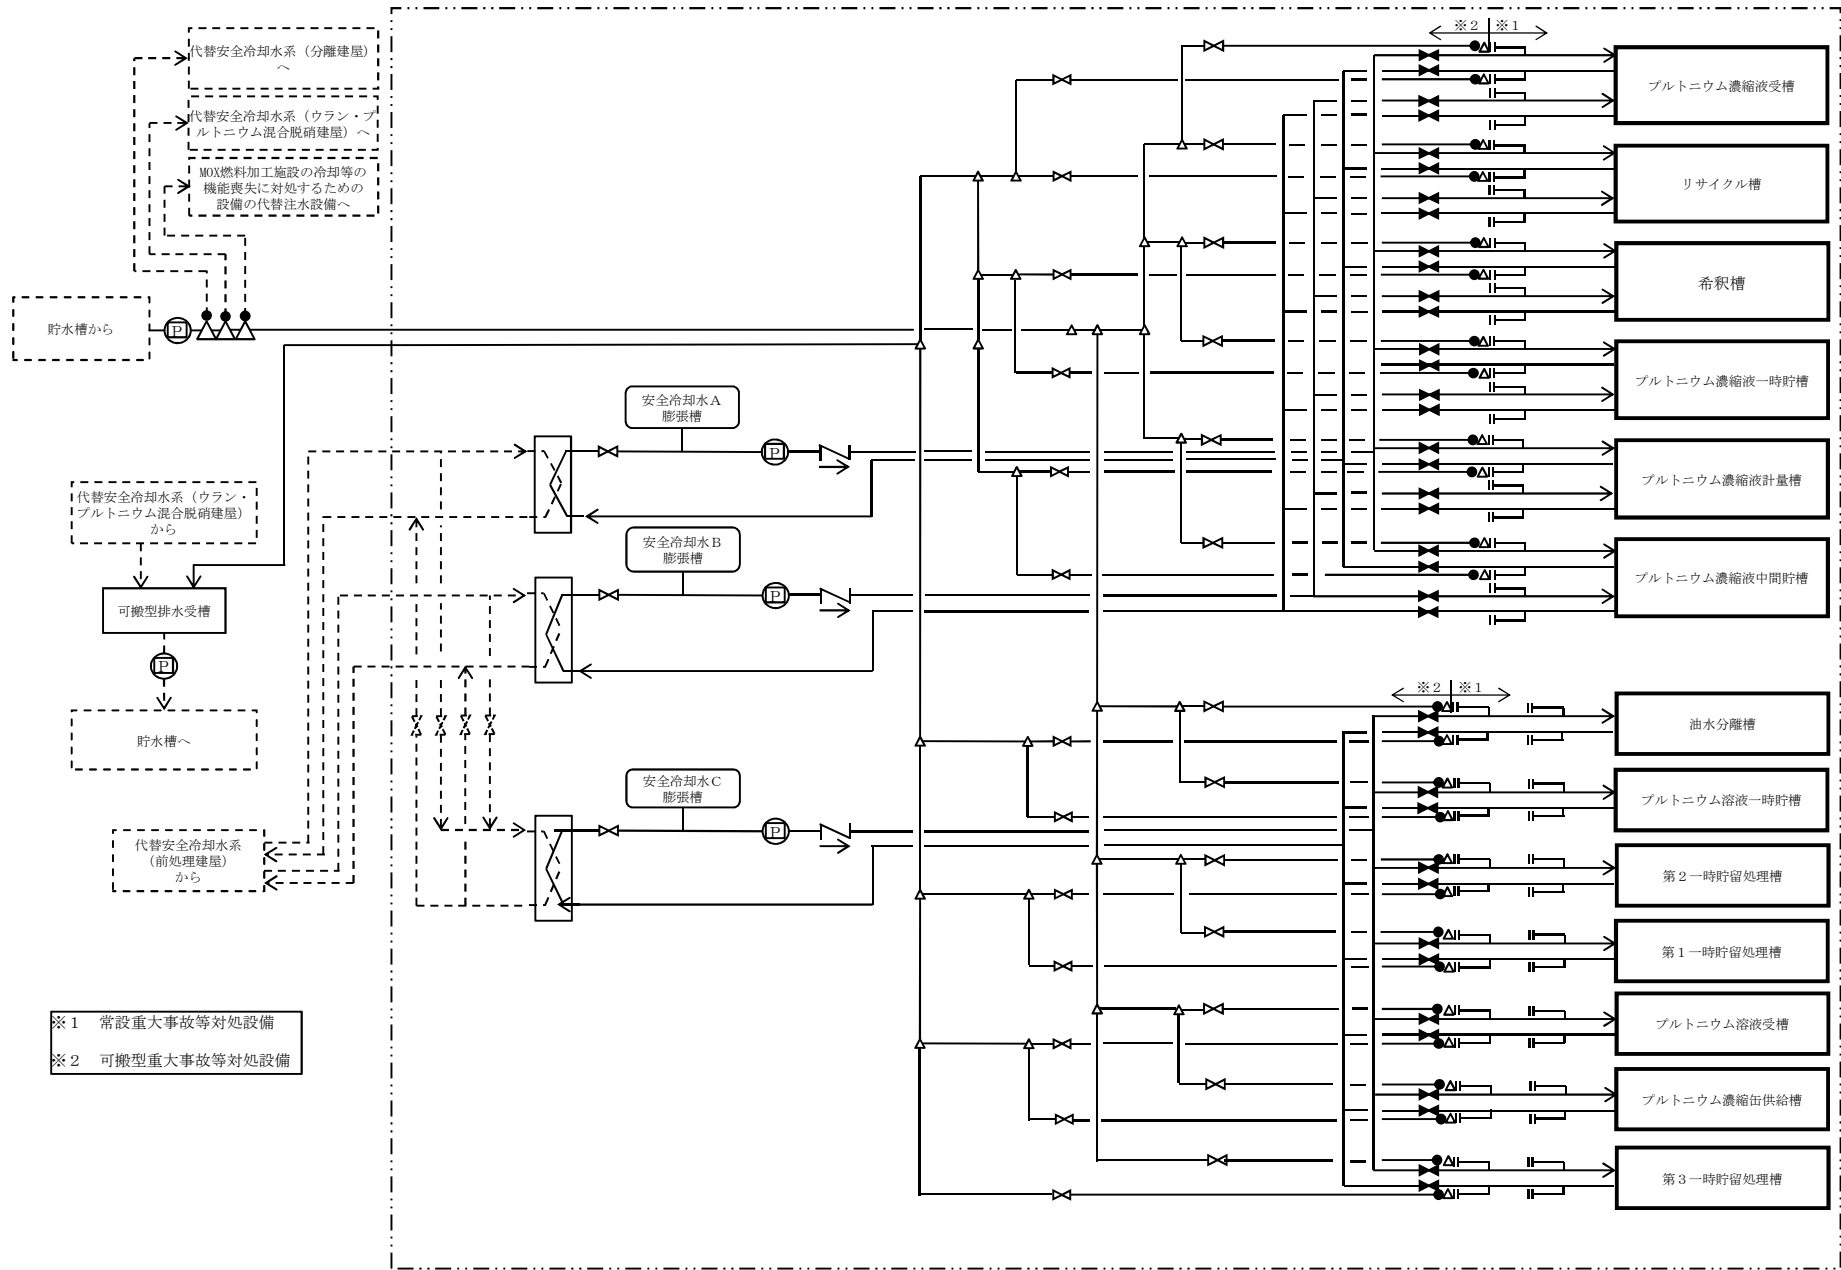 代替安全冷却水系（分離建屋）
へ
代替安全冷却水系（ウラン・プ
ルトニウム混合脱硝建屋）へ
MOX燃料加工施設の冷却等の
機能喪失に対処するための
設備の代替注水設備へ
貯水槽から
P
代替安全冷却水系（ウラン・
プルトニウム混合脱硝建屋）
から
可搬型排水受槽
P
貯水槽へ
代替安全冷却水系
（前処理建屋）
から
※１　常設重大事故等対処設備
※２　可搬型重大事故等対処設備
安全冷却水Ａ
膨張槽
P
安全冷却水Ｂ
膨張槽
P
安全冷却水Ｃ
膨張槽
P
※２ ※１
プルトニウム濃縮液受槽
リサイクル槽
希釈槽
プルトニウム濃縮液一時貯槽
プルトニウム濃縮液計量槽
プルトニウム濃縮液中間貯槽
※２ ※１
油水分離槽
プルトニウム溶液一時貯槽
第２一時貯留処理槽
第１一時貯留処理槽
プルトニウム溶液受槽
プルトニウム濃縮缶供給槽
第３一時貯留処理槽